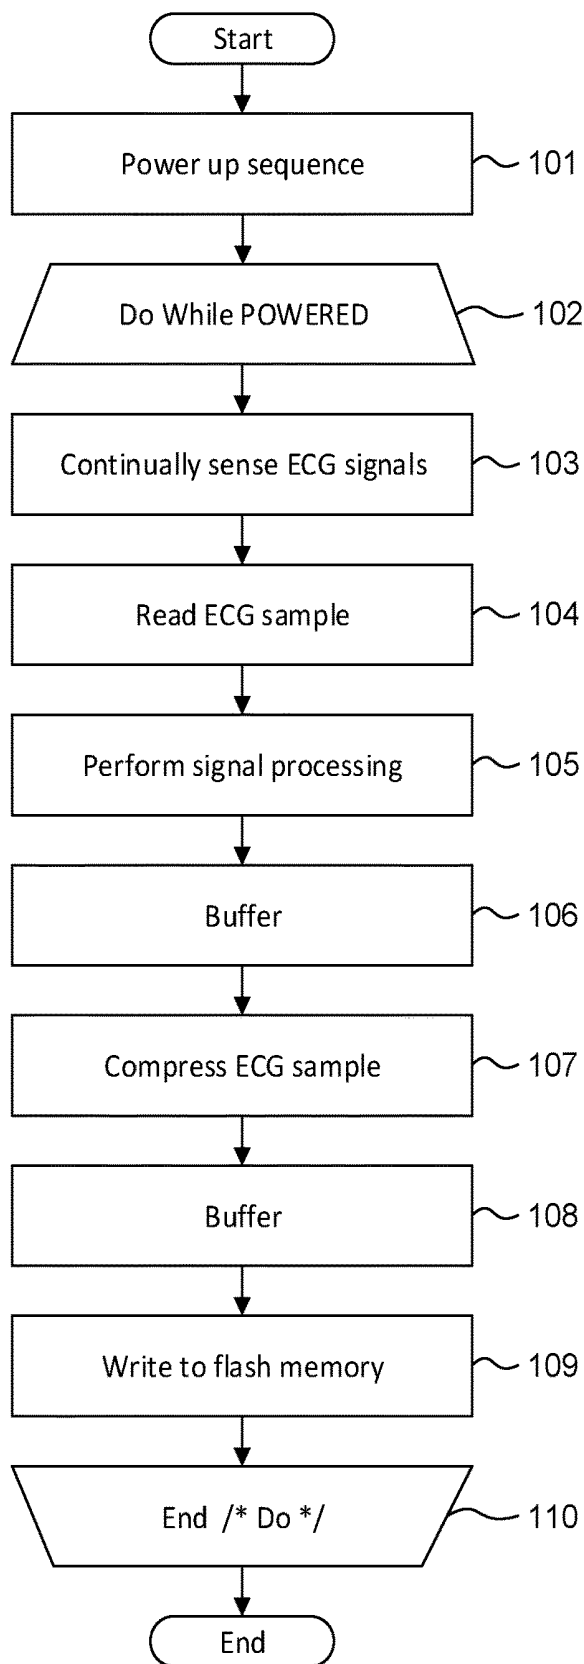 Start
Power up sequence
101
Do While POWERED
102
Continually sense ECG signals
103
Read ECG sample
104
Perform signal processing
105
Buffer
106
Compress ECG sample
107
Buffer
108
Write to flash memory
109
End /* Do */
110
End